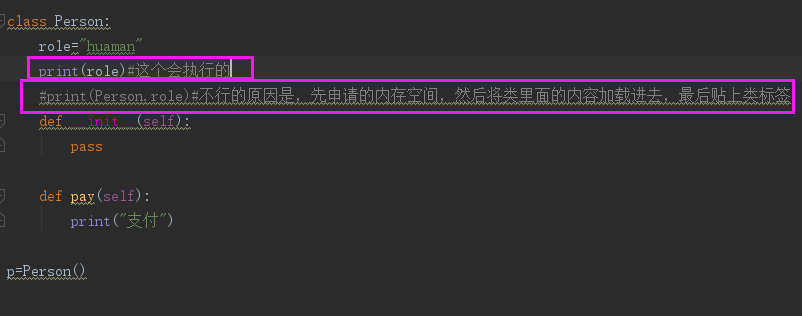 class Person:
role="huaman"
print(role)#这个会执行的
#print(Person.role)#不行的原因是，先申请的内存空间，然后将类里面的内容加载进去，最后贴上类标签
def __init__(self):
pass
def pay(self):
print("支付")
p=Person()